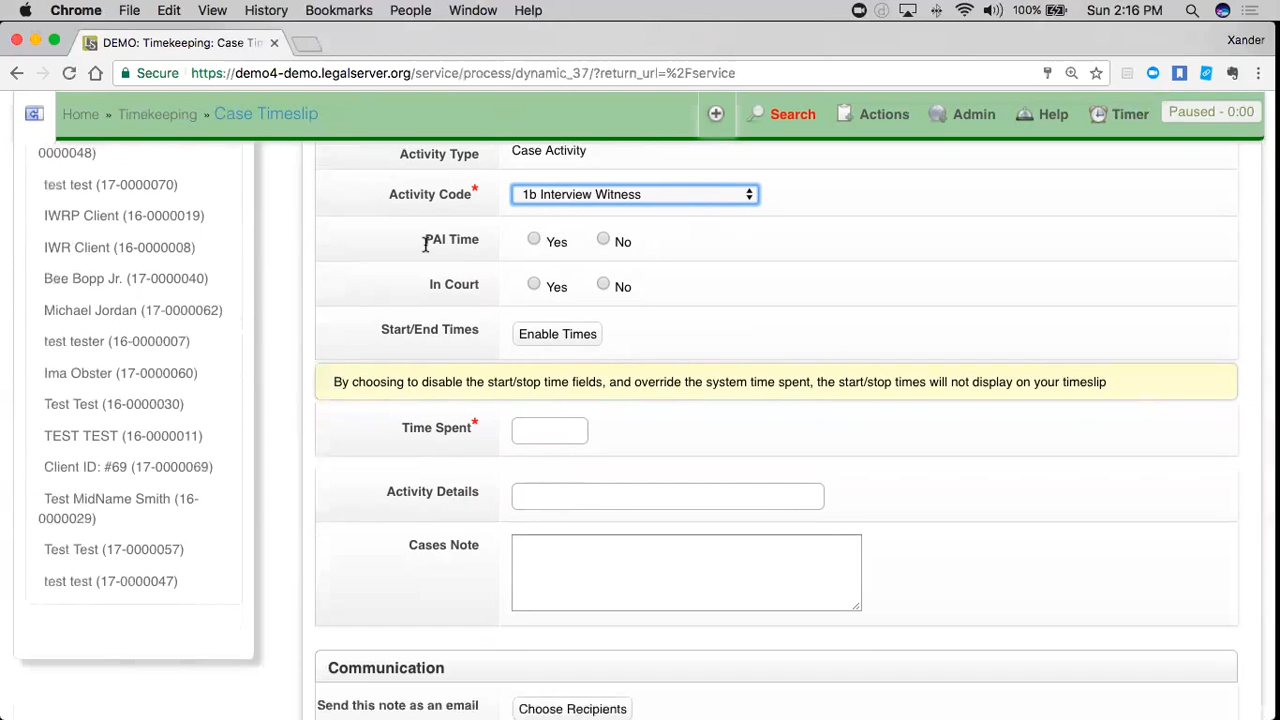 Chrome File Edit View History Bookmarks People Window Help 100% Sun 2:16 PM
DEMO: Timekeeping: Case Tim Xander
Secure https://demo4-demo.legalserver.org/service/process/dynamic_37/?return_url=%2Fservice
Home » Timekeeping » Case Timeslip Search Actions Admin Help Timer Paused - 0:00
0000048)
test test (17-0000070)
IWRP Client (16-0000019)
IWR Client (16-0000008)
Bee Bopp Jr. (17-0000040)
Michael Jordan (17-0000062)
test tester (16-0000007)
Ima Obster (17-0000060)
Test Test (16-0000030)
TEST TEST (16-0000011)
Client ID: #69 (17-0000069)
Test MidName Smith (16-
0000029)
Test Test (17-0000057)
test test (17-0000047)
Activity Type Case Activity
Activity Code* 1b Interview Witness
PAI Time Yes No
In Court Yes No
Start/End Times Enable Times
By choosing to disable the start/stop time fields, and override the system time spent, the start/stop times will not display on your timeslip
Time Spent*
Activity Details
Cases Note
Communication
Send this note as an email Choose Recipients